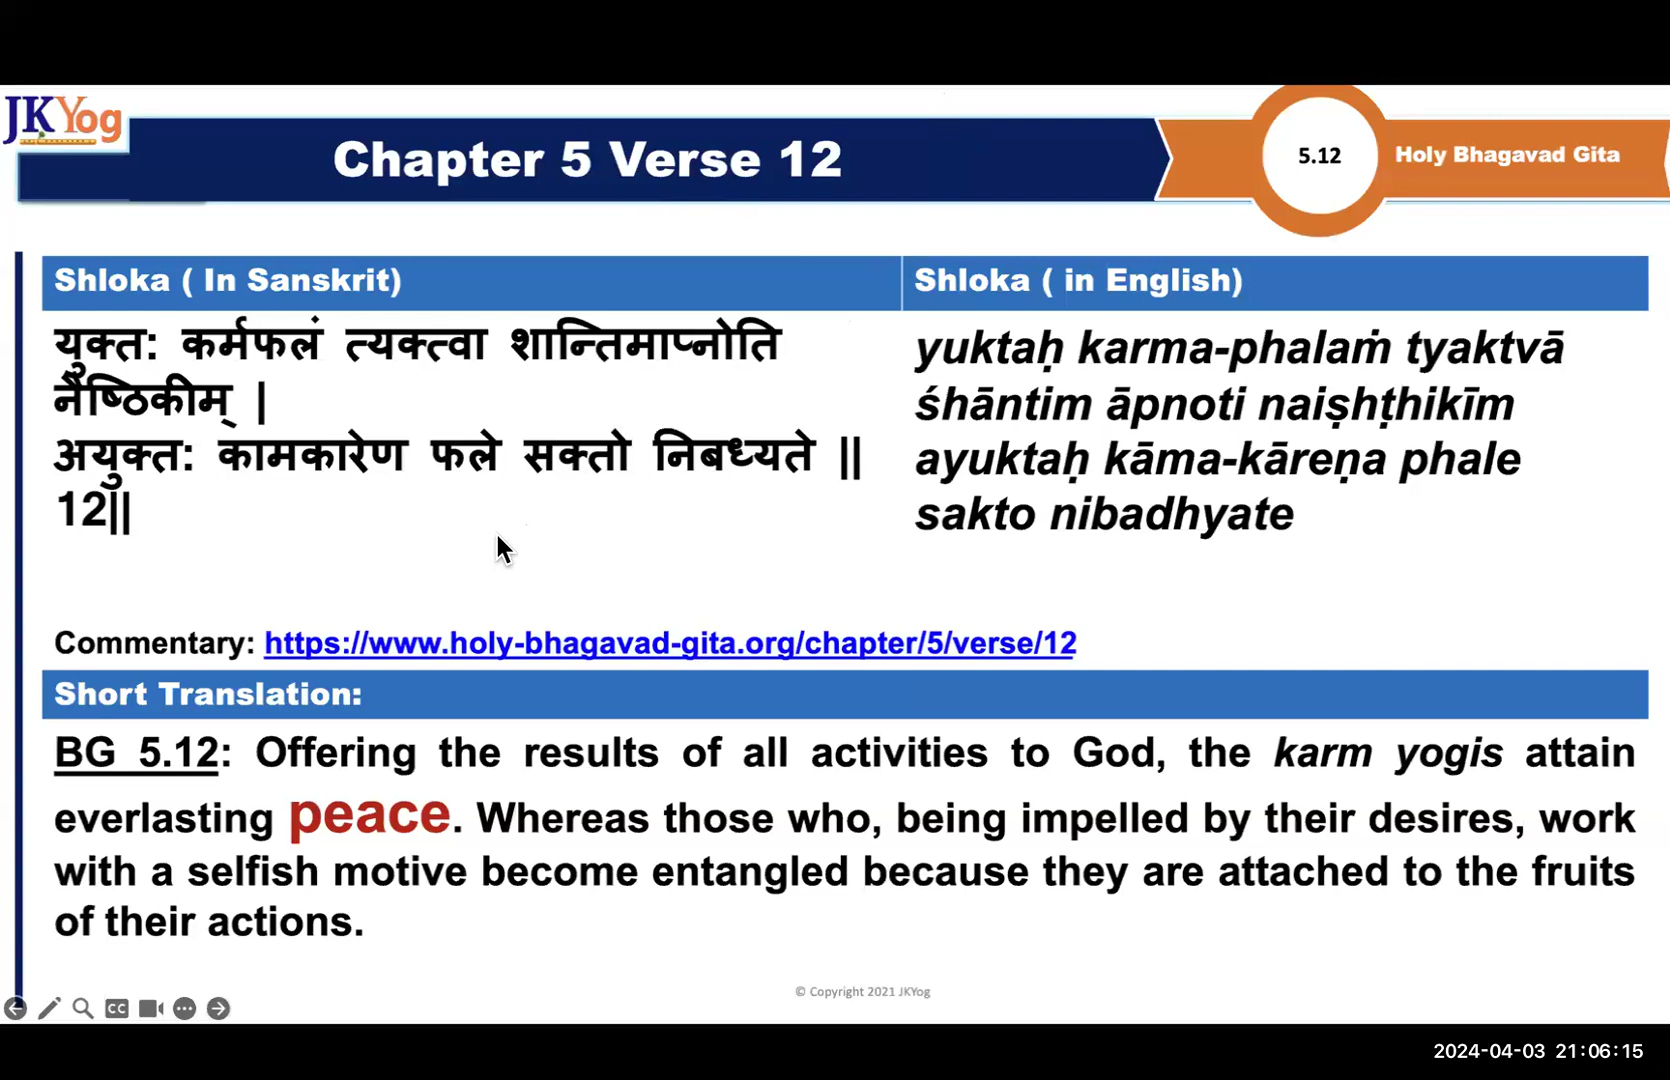 JKYog
Chapter 5 Verse 12
5.12
Holy Bhagavad Gita
Shloka ( In Sanskrit)
युक्त: कर्मफलं त्यक्त्वा शान्तिमाप्नोति
नैष्ठिकीम् |
अयुक्त: कामकारेण फले सक्तो निबध्यते ||
12||
Shloka ( in English)
yuktaḥ karma-phalaṁ tyaktvā
śhāntim āpnoti naiṣhṭhikīm
ayuktaḥ kāma-kāreṇa phale
sakto nibadhyate
Commentary: https://www.holy-bhagavad-gita.org/chapter/5/verse/12
Short Translation:
BG 5.12: Offering the results of all activities to God, the karm yogis attain
everlasting peace. Whereas those who, being impelled by their desires, work
with a selfish motive become entangled because they are attached to the fruits
of their actions.
© Copyright 2021 JKYog
CC
2024-04-03 21:06:15